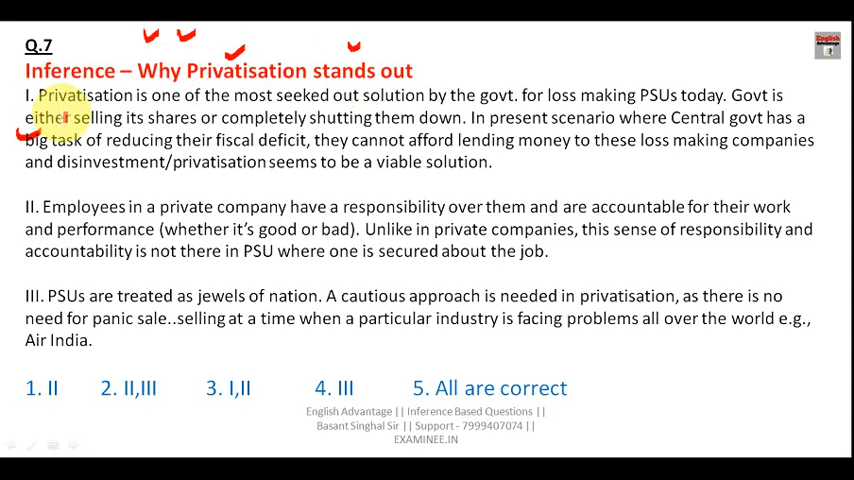 Q.7
English
Advantage
Inference – Why Privatisation stands out
I. Privatisation is one of the most seeked out solution by the govt. for loss making PSUs today. Govt is
either selling its shares or completely shutting them down. In present scenario where Central govt has a
big task of reducing their fiscal deficit, they cannot afford lending money to these loss making companies
and disinvestment/privatisation seems to be a viable solution.
II. Employees in a private company have a responsibility over them and are accountable for their work
and performance (whether it's good or bad). Unlike in private companies, this sense of responsibility and
accountability is not there in PSU where one is secured about the job.
III. PSUs are treated as jewels of nation. A cautious approach is needed in privatisation, as there is no
need for panic sale..selling at a time when a particular industry is facing problems all over the world e.g.,
Air India.
1. II 2. II,III 3. I,II 4. III 5. All are correct
English Advantage || Inference Based Questions ||
Basant Singhal Sir || Support - 7999407074 ||
EXAMINEE.IN